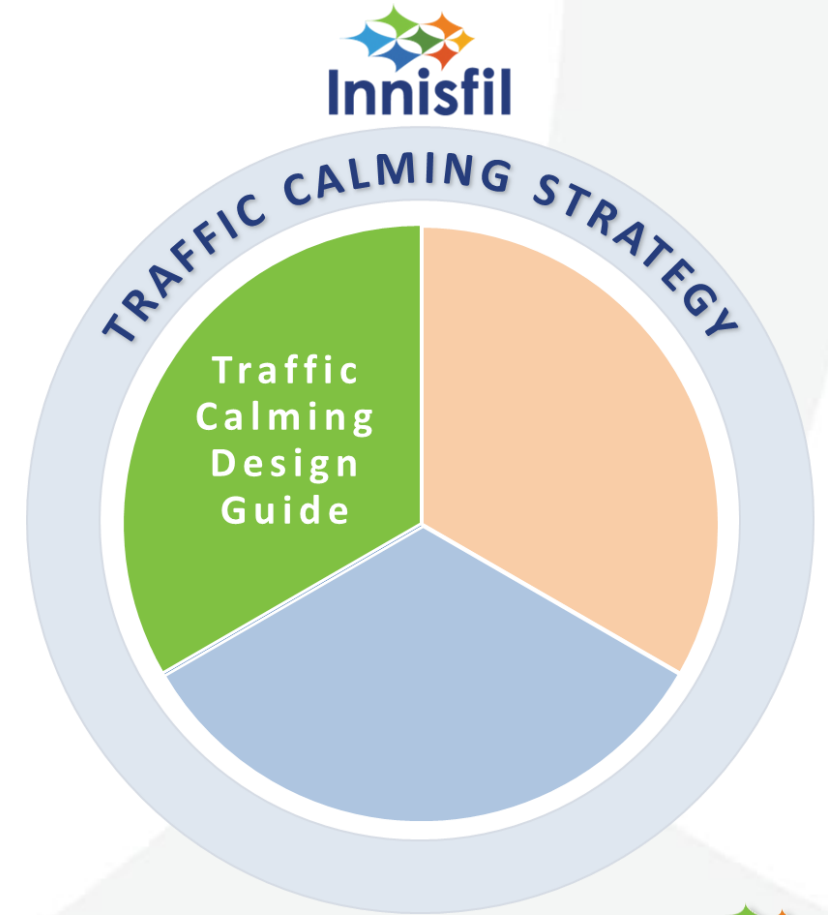 Innisfil
TRAFFIC CALMING STRATEGY
Traffic
Calming
Design
Guide